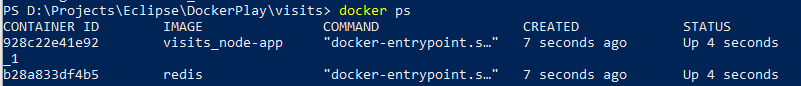 PS D:\Projects\Eclipse\DockerPlay\visits> docker ps
CONTAINER ID IMAGE COMMAND CREATED STATUS
928c22e41e92 visits_node-app "docker-entrypoint.s…" 7 seconds ago Up 4 seconds
_1
b28a833df4b5 redis "docker-entrypoint.s…" 7 seconds ago Up 4 seconds